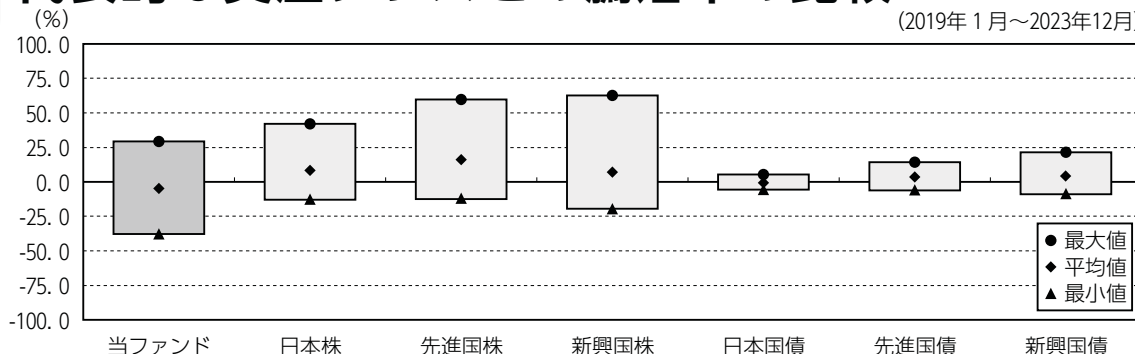 (%)
(2019年1月～2023年12月)
100.0
75.0
50.0
25.0
0.0
-25.0
-50.0
-75.0
-100.0
● 最大値
◆ 平均値
▲ 最小値
当ファンド 日本株 先進国株 新興国株 日本国債 先進国債 新興国債